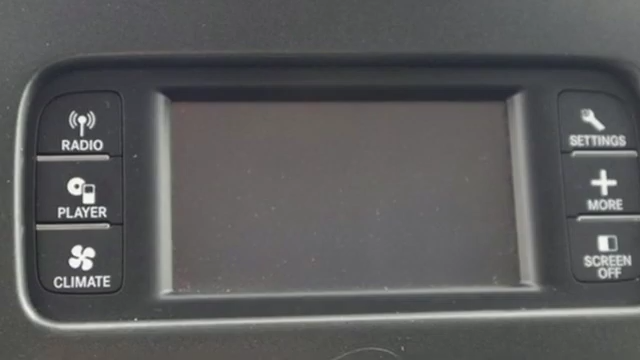 RADIO
PLAYER
CLIMATE
SETTINGS
MORE
SCREEN
OFF